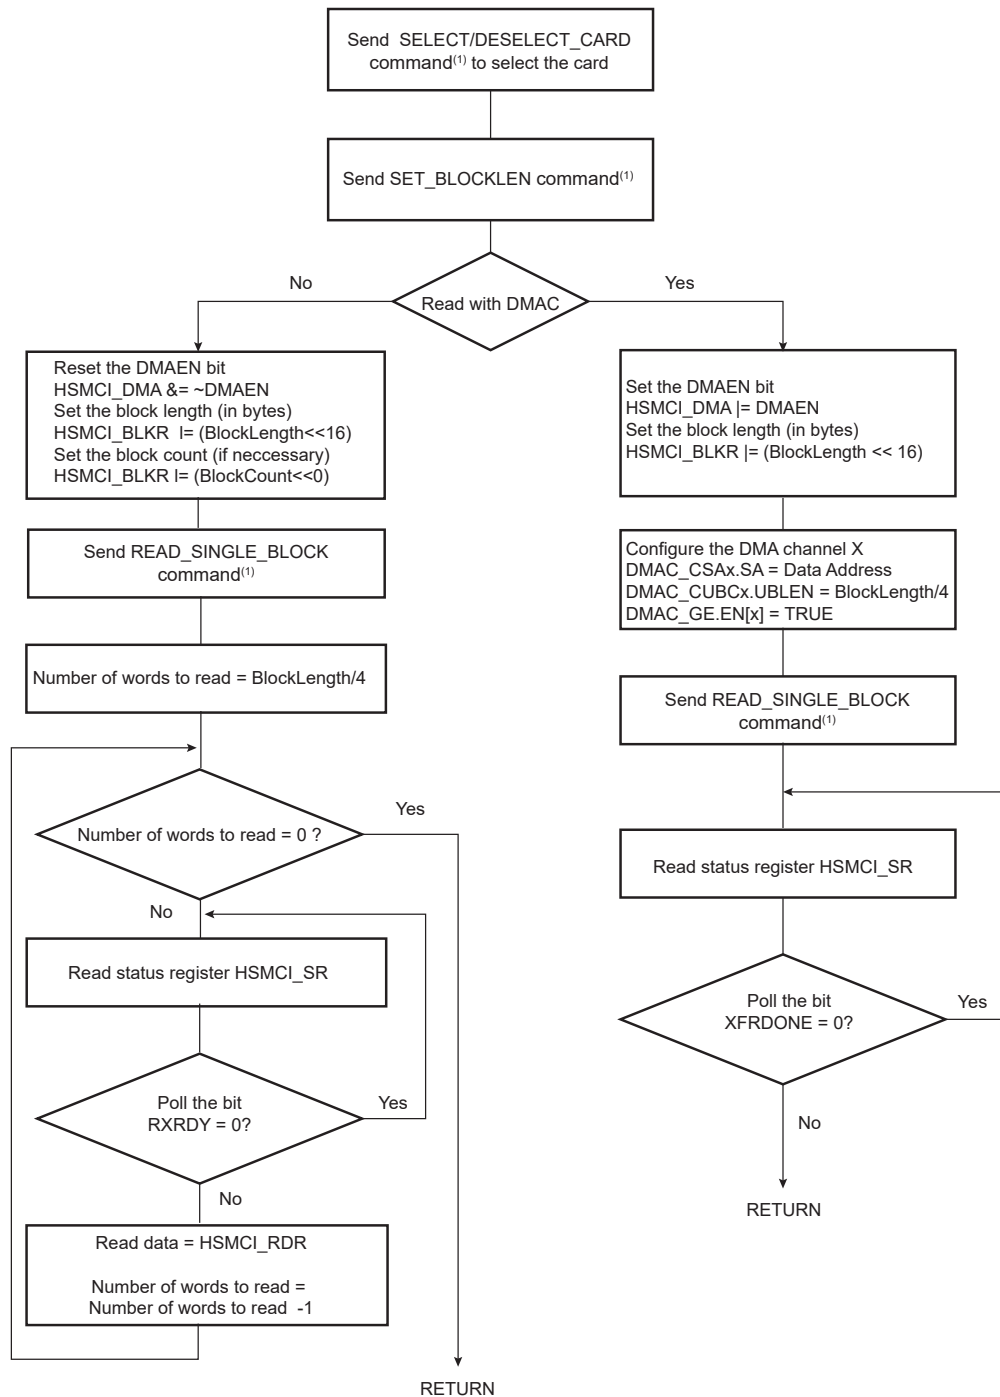 Send SELECT/DESELECT_CARD
command(1) to select the card
Send SET_BLOCKLEN command(1)
Read with DMAC
No
Yes
Reset the DMAEN bit
HSMCI_DMA &= ~DMAEN
Set the block length (in bytes)
HSMCI_BLKR l= (BlockLength<<16)
Set the block count (if neccessary)
HSMCI_BLKR l= (BlockCount<<0)
Send READ_SINGLE_BLOCK
command(1)
Number of words to read = BlockLength/4
Number of words to read = 0 ?
Yes
No
Read status register HSMCI_SR
Poll the bit
RXRDY = 0?
Yes
No
Read data = HSMCI_RDR
Number of words to read =
Number of words to read -1
RETURN
Set the DMAEN bit
HSMCI_DMA |= DMAEN
Set the block length (in bytes)
HSMCI_BLKR |= (BlockLength << 16)
Configure the DMA channel X
DMAC_CSAx.SA = Data Address
DMAC_CUBCx.UBLEN = BlockLength/4
DMAC_GE.EN[x] = TRUE
Send READ_SINGLE_BLOCK
command(1)
Read status register HSMCI_SR
Poll the bit
XFRDONE = 0?
Yes
No
RETURN